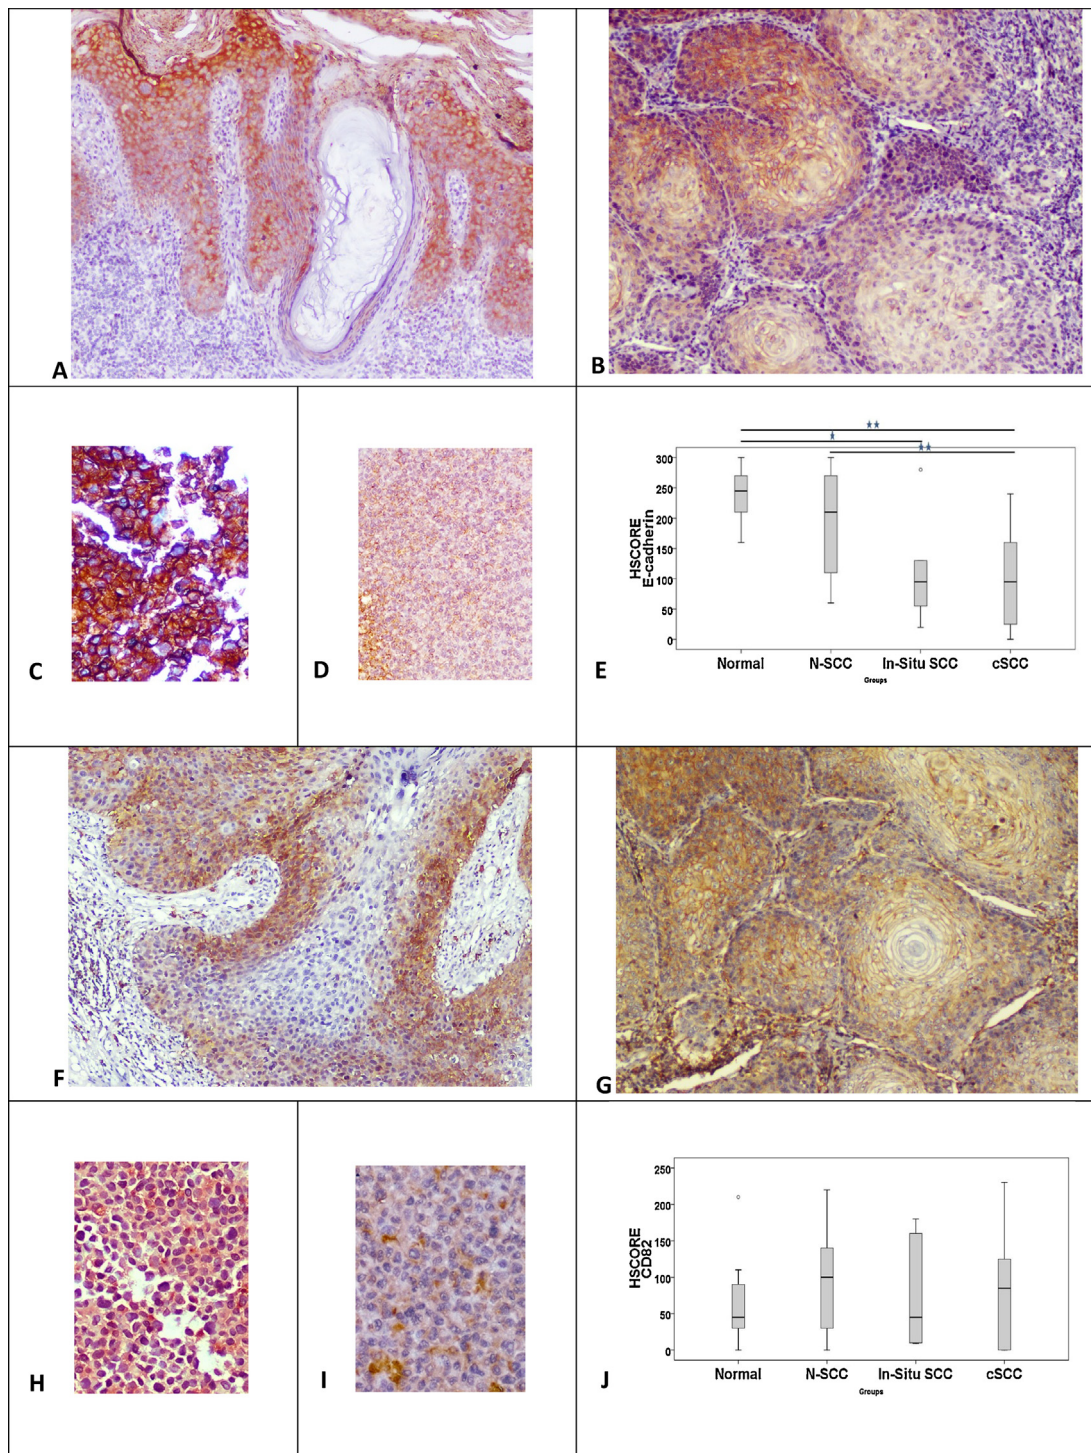 A
B
C
D
E
★★
★
★★
HSCORE
E-cadherin
300
250
200
150
100
50
0
Normal N-SCC In-Situ SCC cSCC
Groups
F
G
H
I
J
HSCORE
CD82
250
200
150
100
50
0
Normal N-SCC In-Situ SCC cSCC
Groups